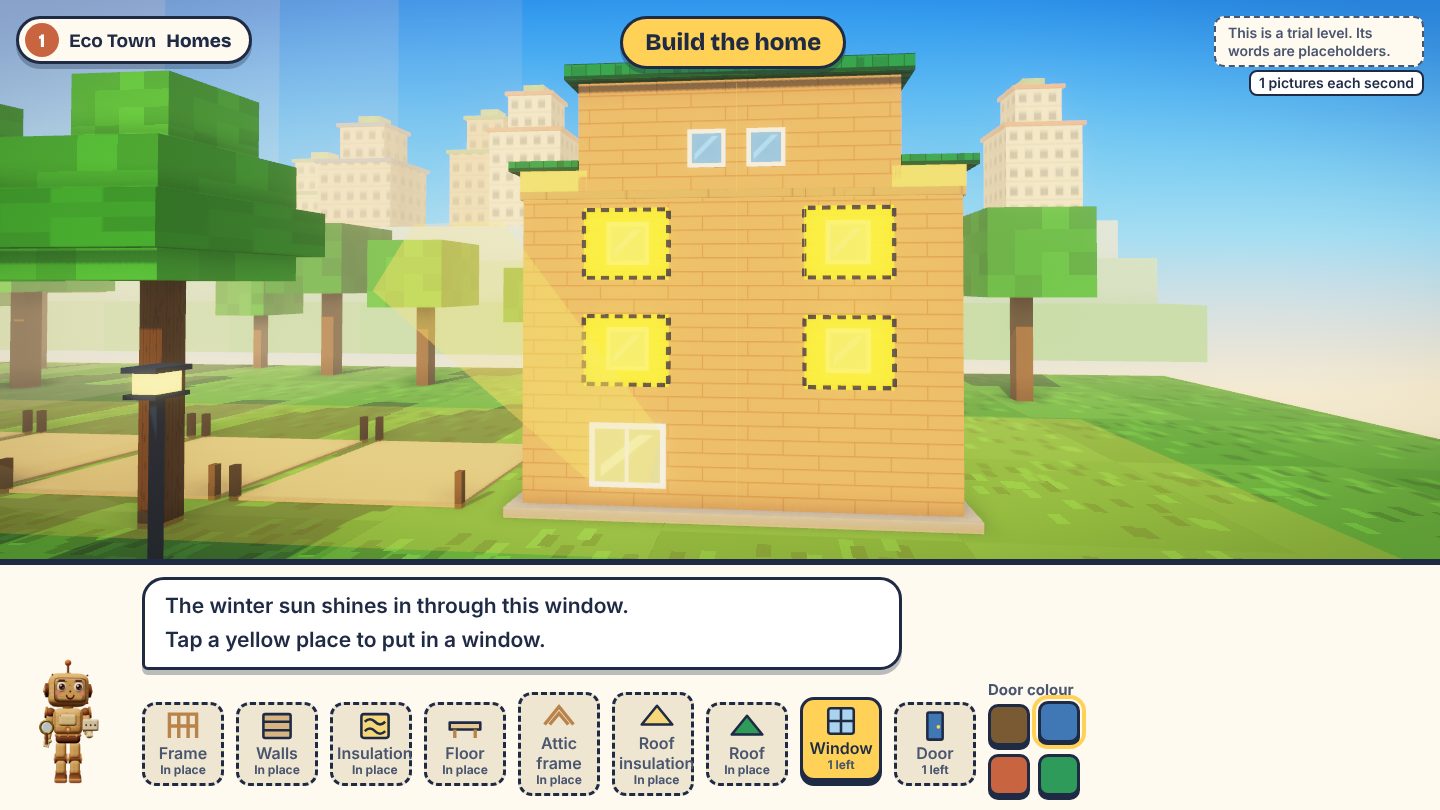 1 Eco Town Homes
Build the home
This is a trial level. Its
words are placeholders.
1 pictures each second
The winter sun shines in through this window.
Tap a yellow place to put in a window.
Frame
In place
Walls
In place
Insulation
In place
Floor
In place
Attic
frame
In place
Roof
insulation
In place
Roof
In place
Window
1 left
Door
1 left
Door colour